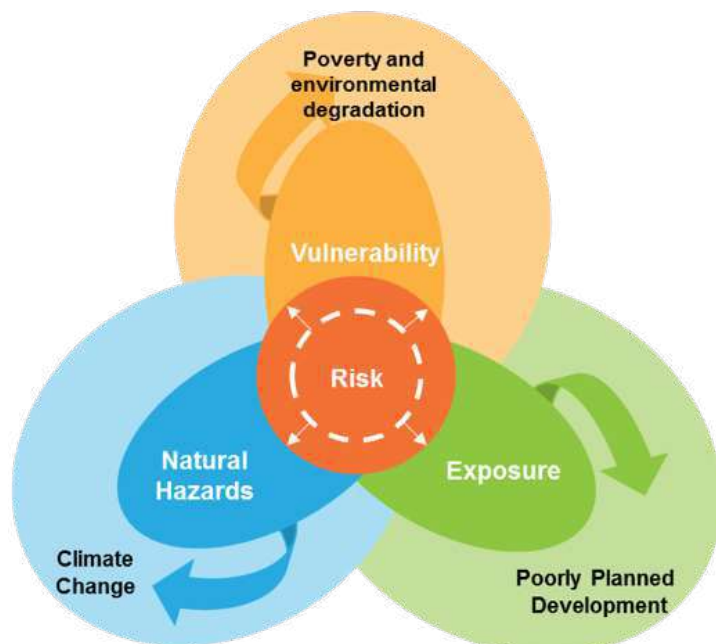 Poverty and
environmental
degradation
Vulnerability
Risk
Natural
Hazards
Exposure
Climate
Change
Poorly Planned
Development